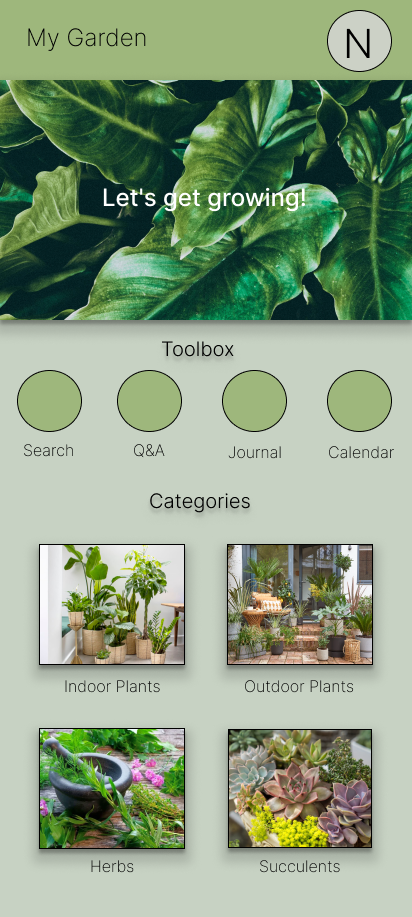 My Garden
N
Let's get growing!
Toolbox
Search
Q&A
Journal
Calendar
Categories
Indoor Plants
Outdoor Plants
Herbs
Succulents